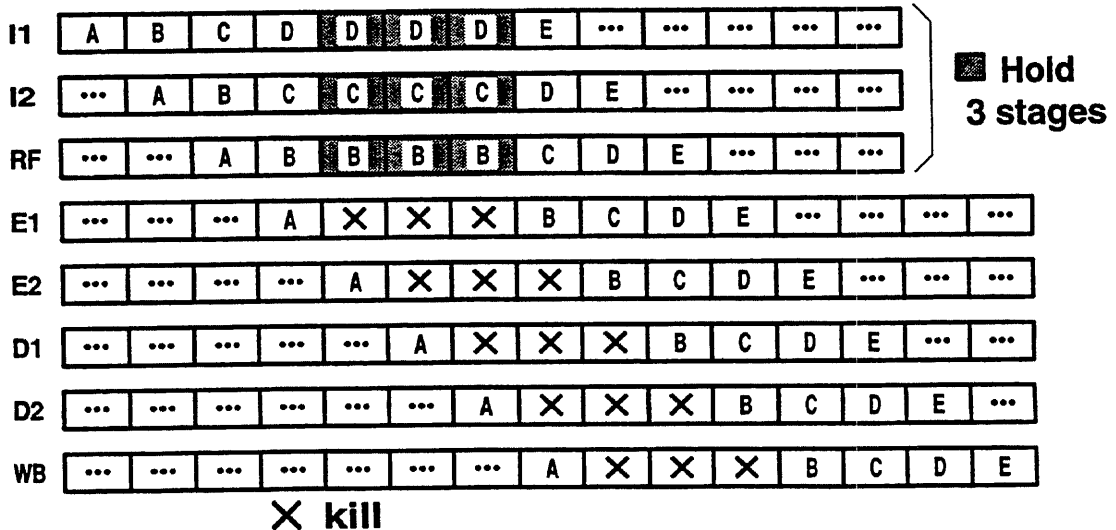 I1 A B C D D D D E ... ... ... ... ...
I2 ... A B C C C C D E ... ... ... ...
RF ... ... A B B B B C D E ... ... ...
E1 ... ... ... A X X X B C D E ... ... ... ...
E2 ... ... ... ... A X X X B C D E ... ... ...
D1 ... ... ... ... ... A X X X B C D E ... ...
D2 ... ... ... ... ... ... A X X X B C D E ...
WB ... ... ... ... ... ... ... A X X X B C D E
Hold
3 stages
X kill